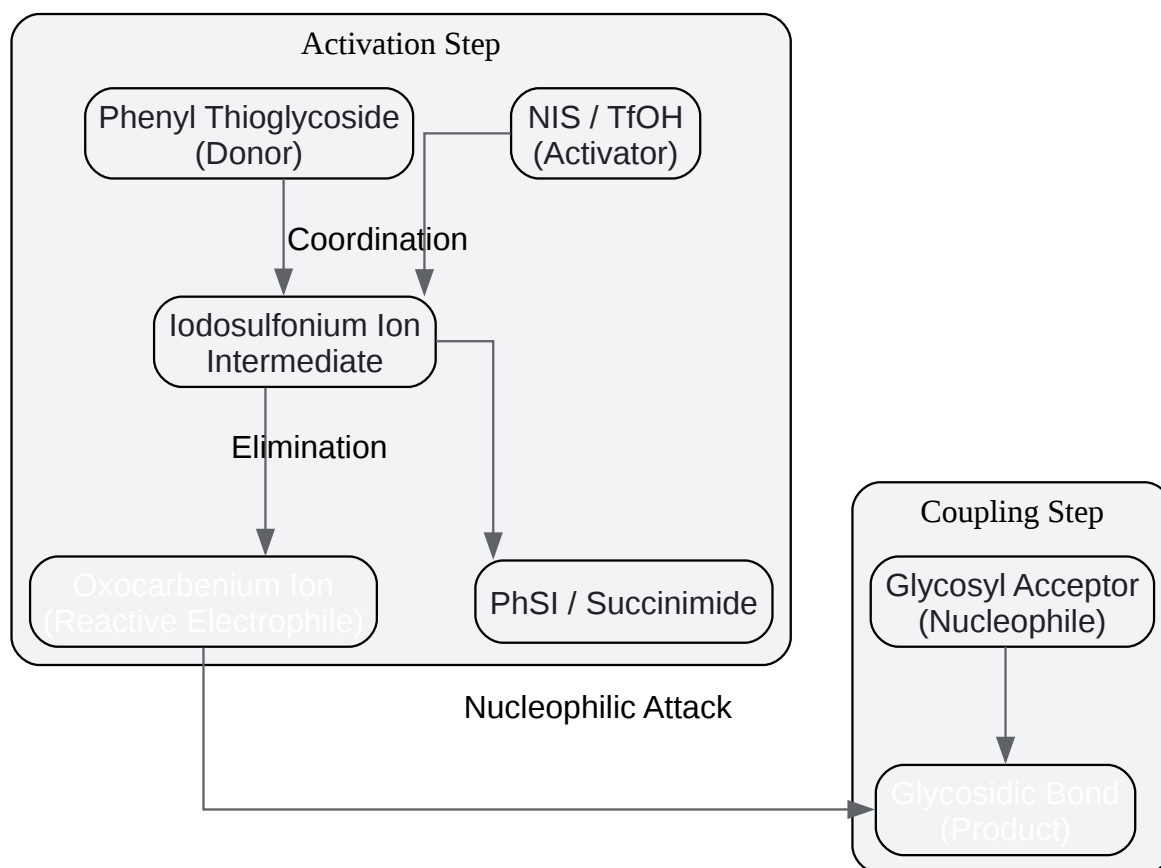 Activation Step
Phenyl Thioglycoside
(Donor)
NIS / TfOH
(Activator)
Coordination
Iodosulfonium Ion
Intermediate
Elimination
Oxocarbenium Ion
(Reactive Electrophile)
PhSI / Succinimide
Nucleophilic Attack
Coupling Step
Glycosyl Acceptor
(Nucleophile)
Glycosidic Bond
(Product)